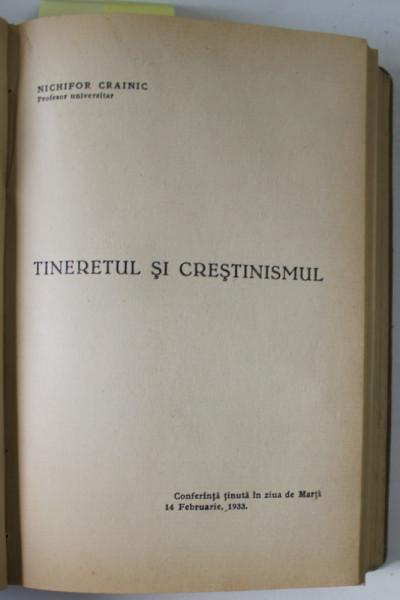 NICHIFOR CRAINIC
Profesor universitar
TINERETUL ŞI CREŞTINISMUL
Conferinţă ţinută în ziua de Marţi
14 Februarie, 1933.